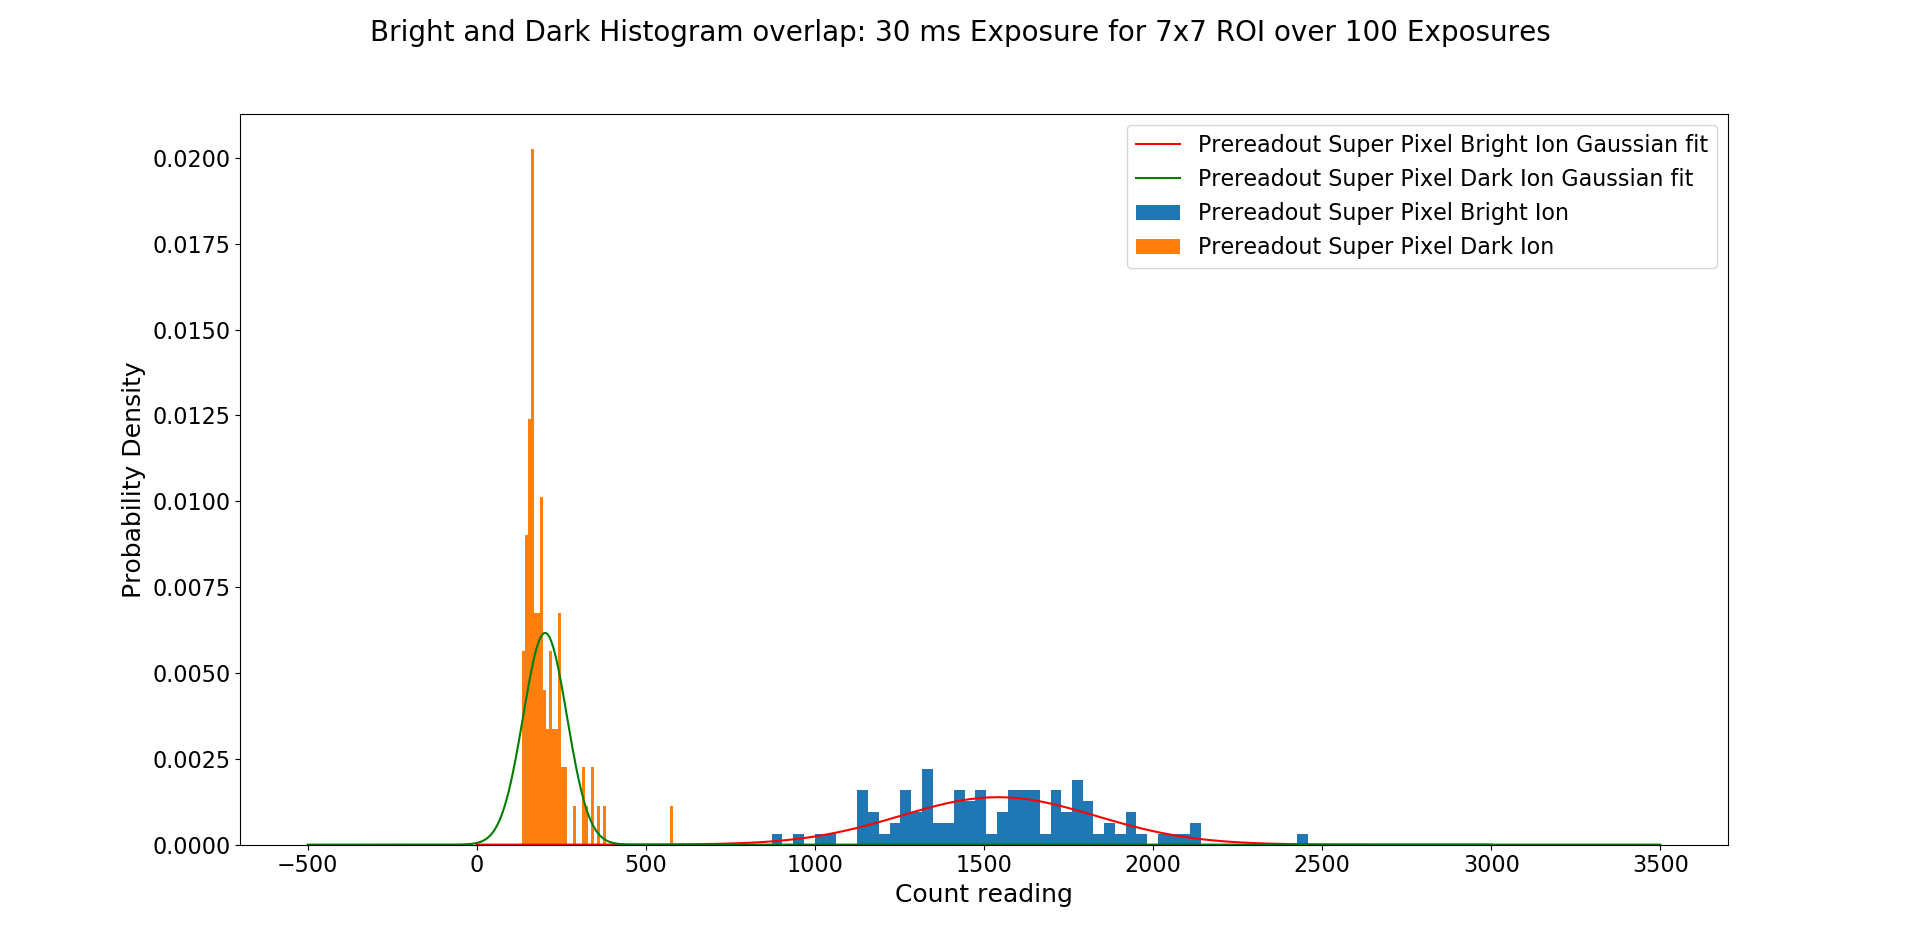 Bright and Dark Histogram overlap: 30 ms Exposure for 7x7 ROI over 100 Exposures
Prereadout Super Pixel Bright Ion Gaussian fit
Prereadout Super Pixel Dark Ion Gaussian fit
Prereadout Super Pixel Bright Ion
Prereadout Super Pixel Dark Ion
Probability Density
0.0200
0.0175
0.0150
0.0125
0.0100
0.0075
0.0050
0.0025
0.0000
−500 0 500 1000 1500 2000 2500 3000 3500
Count reading